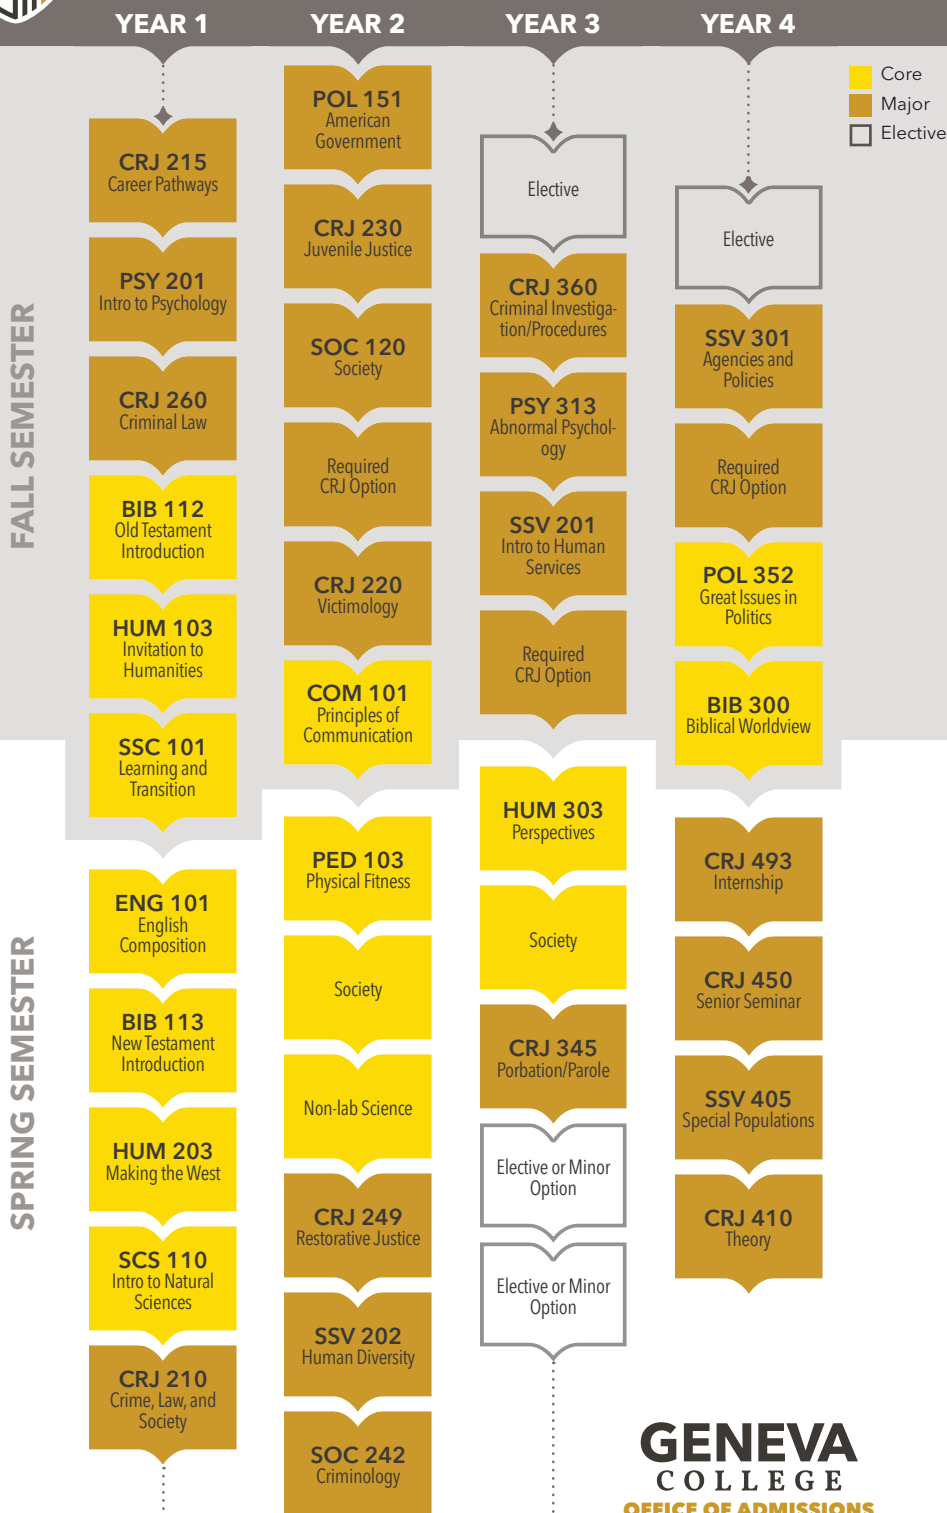 YEAR 1
YEAR 2
YEAR 3
YEAR 4
Core
Major
Elective
FALL SEMESTER
CRJ 215
Career Pathways
PSY 201
Intro to Psychology
CRJ 260
Criminal Law
BIB 112
Old Testament
Introduction
HUM 103
Invitation to
Humanities
SSC 101
Learning and
Transition
POL 151
American
Government
CRJ 230
Juvenile Justice
SOC 120
Society
Required
CRJ Option
CRJ 220
Victimology
COM 101
Principles of
Communication
Elective
CRJ 360
Criminal Investiga-
tion/Procedures
PSY 313
Abnormal Psychol-
ogy
SSV 201
Intro to Human
Services
Required
CRJ Option
Elective
SSV 301
Agencies and
Policies
Required
CRJ Option
POL 352
Great Issues in
Politics
BIB 300
Biblical Worldview
SPRING SEMESTER
ENG 101
English
Composition
BIB 113
New Testament
Introduction
HUM 203
Making the West
SCS 110
Intro to Natural
Sciences
CRJ 210
Crime, Law, and
Society
PED 103
Physical Fitness
Society
Non-lab Science
CRJ 249
Restorative Justice
SSV 202
Human Diversity
SOC 242
Criminology
HUM 303
Perspectives
Society
CRJ 345
Porbation/Parole
Elective or Minor
Option
Elective or Minor
Option
CRJ 493
Internship
CRJ 450
Senior Seminar
SSV 405
Special Populations
CRJ 410
Theory
GENEVA
COLLEGE
OFFICE OF ADMISSIONS